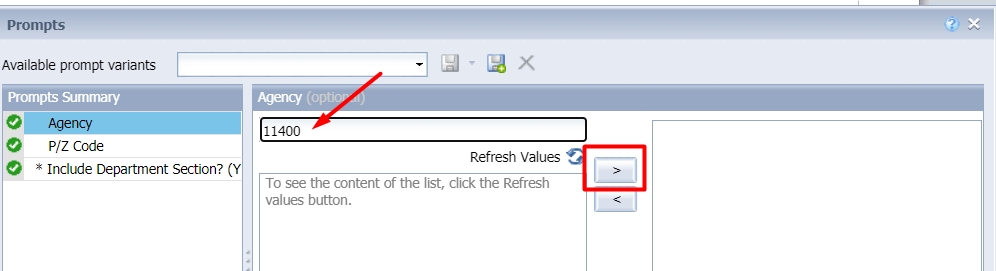 Prompts
Available prompt variants
Prompts Summary
Agency
P/Z Code
* Include Department Section? (Y
Agency (optional)
11400
Refresh Values
>
<
To see the content of the list, click the Refresh
values button.